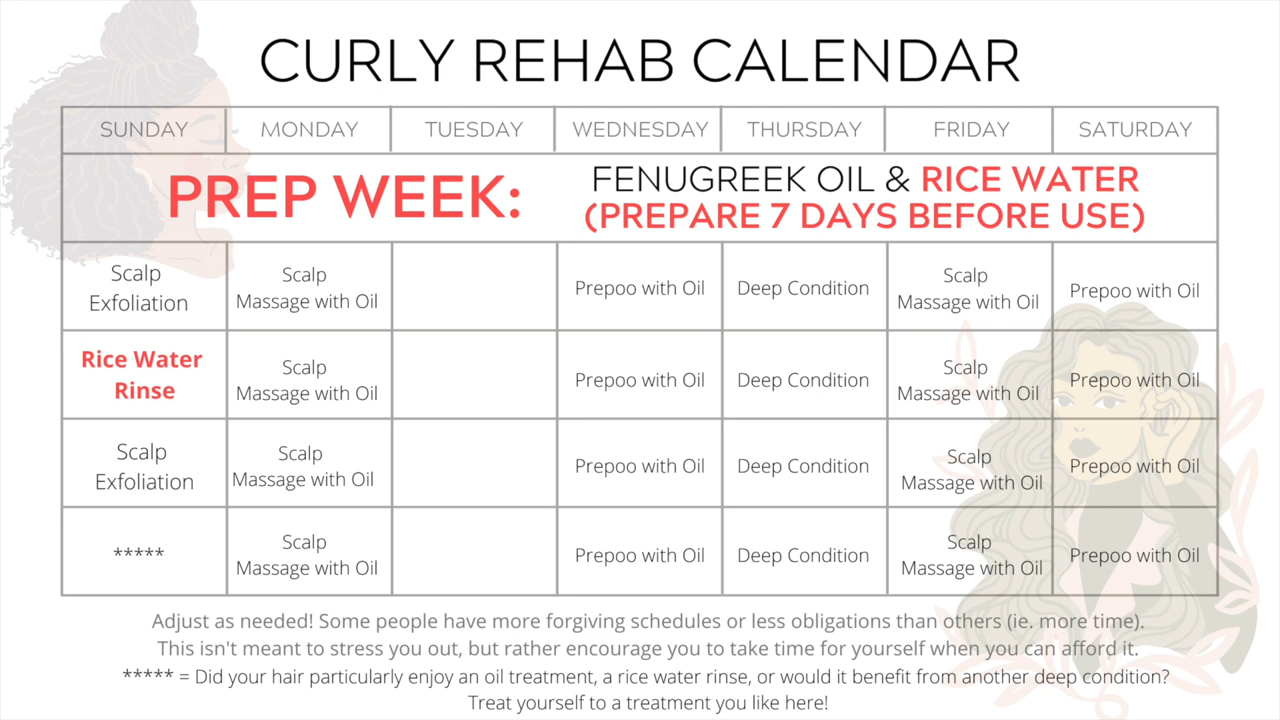 CURLY REHAB CALENDAR
SUNDAY MONDAY TUESDAY WEDNESDAY THURSDAY FRIDAY SATURDAY
PREP WEEK:
FENUGREEK OIL & RICE WATER
(PREPARE 7 DAYS BEFORE USE)
Scalp
Exfoliation
Scalp
Massage with Oil
Prepoo with Oil
Deep Condition
Scalp
Massage with Oil
Prepoo with Oil
Rice Water
Rinse
Scalp
Massage with Oil
Prepoo with Oil
Deep Condition
Scalp
Massage with Oil
Prepoo with Oil
Scalp
Exfoliation
Scalp
Massage with Oil
Prepoo with Oil
Deep Condition
Scalp
Massage with Oil
Prepoo with Oil
*****
Scalp
Massage with Oil
Prepoo with Oil
Deep Condition
Scalp
Massage with Oil
Prepoo with Oil
Adjust as needed! Some people have more forgiving schedules or less obligations than others (ie. more time).
This isn't meant to stress you out, but rather encourage you to take time for yourself when you can afford it.
***** = Did your hair particularly enjoy an oil treatment, a rice water rinse, or would it benefit from another deep condition?
Treat yourself to a treatment you like here!